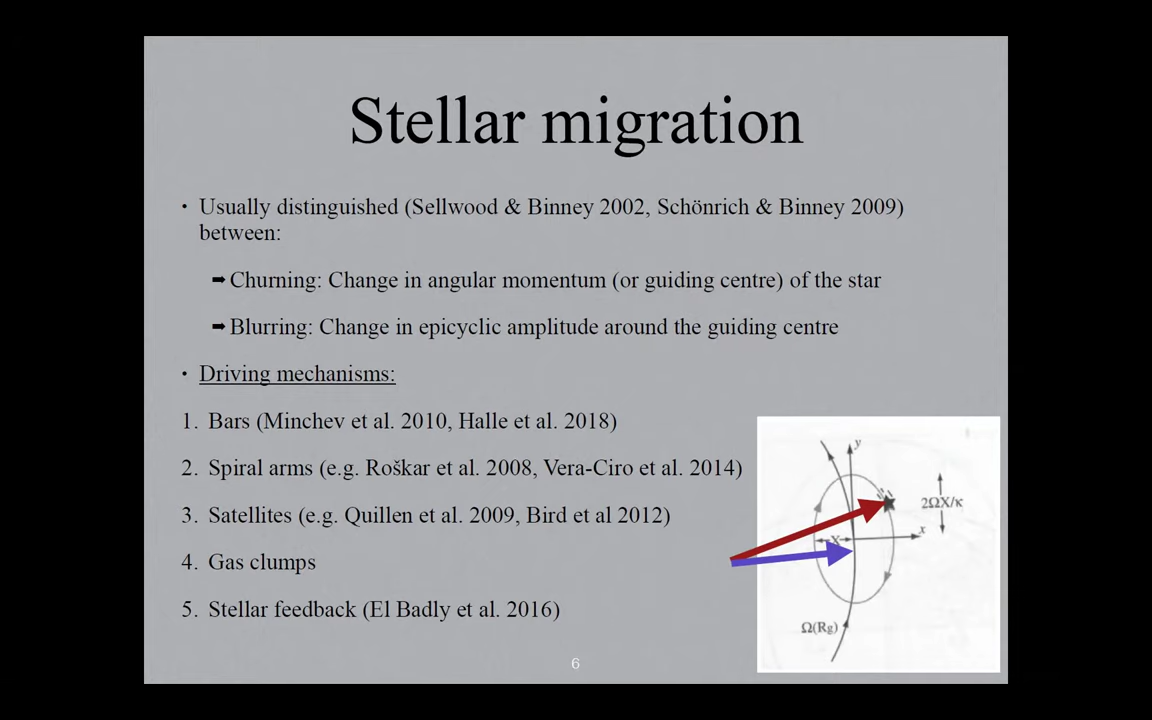 Stellar migration
• Usually distinguished (Sellwood & Binney 2002, Schönrich & Binney 2009)
between:
➡ Churning: Change in angular momentum (or guiding centre) of the star
➡ Blurring: Change in epicyclic amplitude around the guiding centre
• Driving mechanisms:
1. Bars (Minchev et al. 2010, Halle et al. 2018)
2. Spiral arms (e.g. Roškar et al. 2008, Vera-Ciro et al. 2014)
3. Satellites (e.g. Quillen et al. 2009, Bird et al 2012)
4. Gas clumps
5. Stellar feedback (El Badly et al. 2016)
y
2ΩX/κ
x
X
Ω(Rg)
6